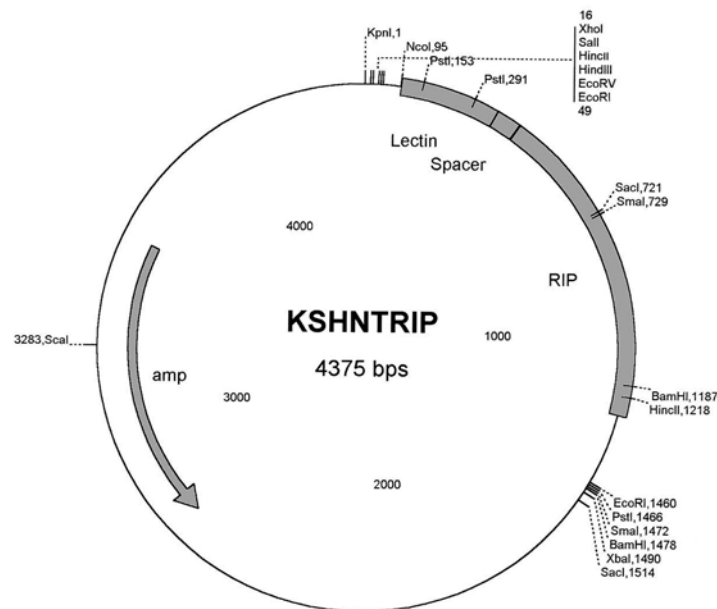 16
XhoI
SalI
HincII
HindIII
EcoRV
EcoRI
49
KpnI,1
NcoI,95
PstI,153
PstI,291
Lectin
Spacer
SacI,721
SmaI,729
4000
RIP
KSHNTRIP
1000
4375 bps
3283,ScaI
amp
3000
BamHI,1187
HincII,1218
2000
EcoRI,1460
PstI,1466
SmaI,1472
BamHI,1478
XbaI,1490
SacI,1514